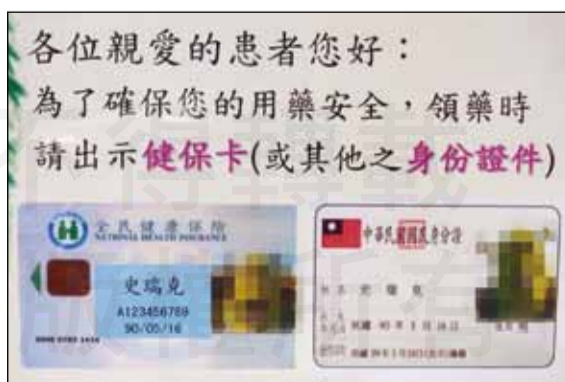 各位親愛的患者您好：
為了確保您的用藥安全，領藥時
請出示健保卡(或其他之身份證件)
全民健康保險
NATIONAL HEALTH INSURANCE
史瑞克
A123456789
90/05/16
中華民國國民身分證
史瑞克